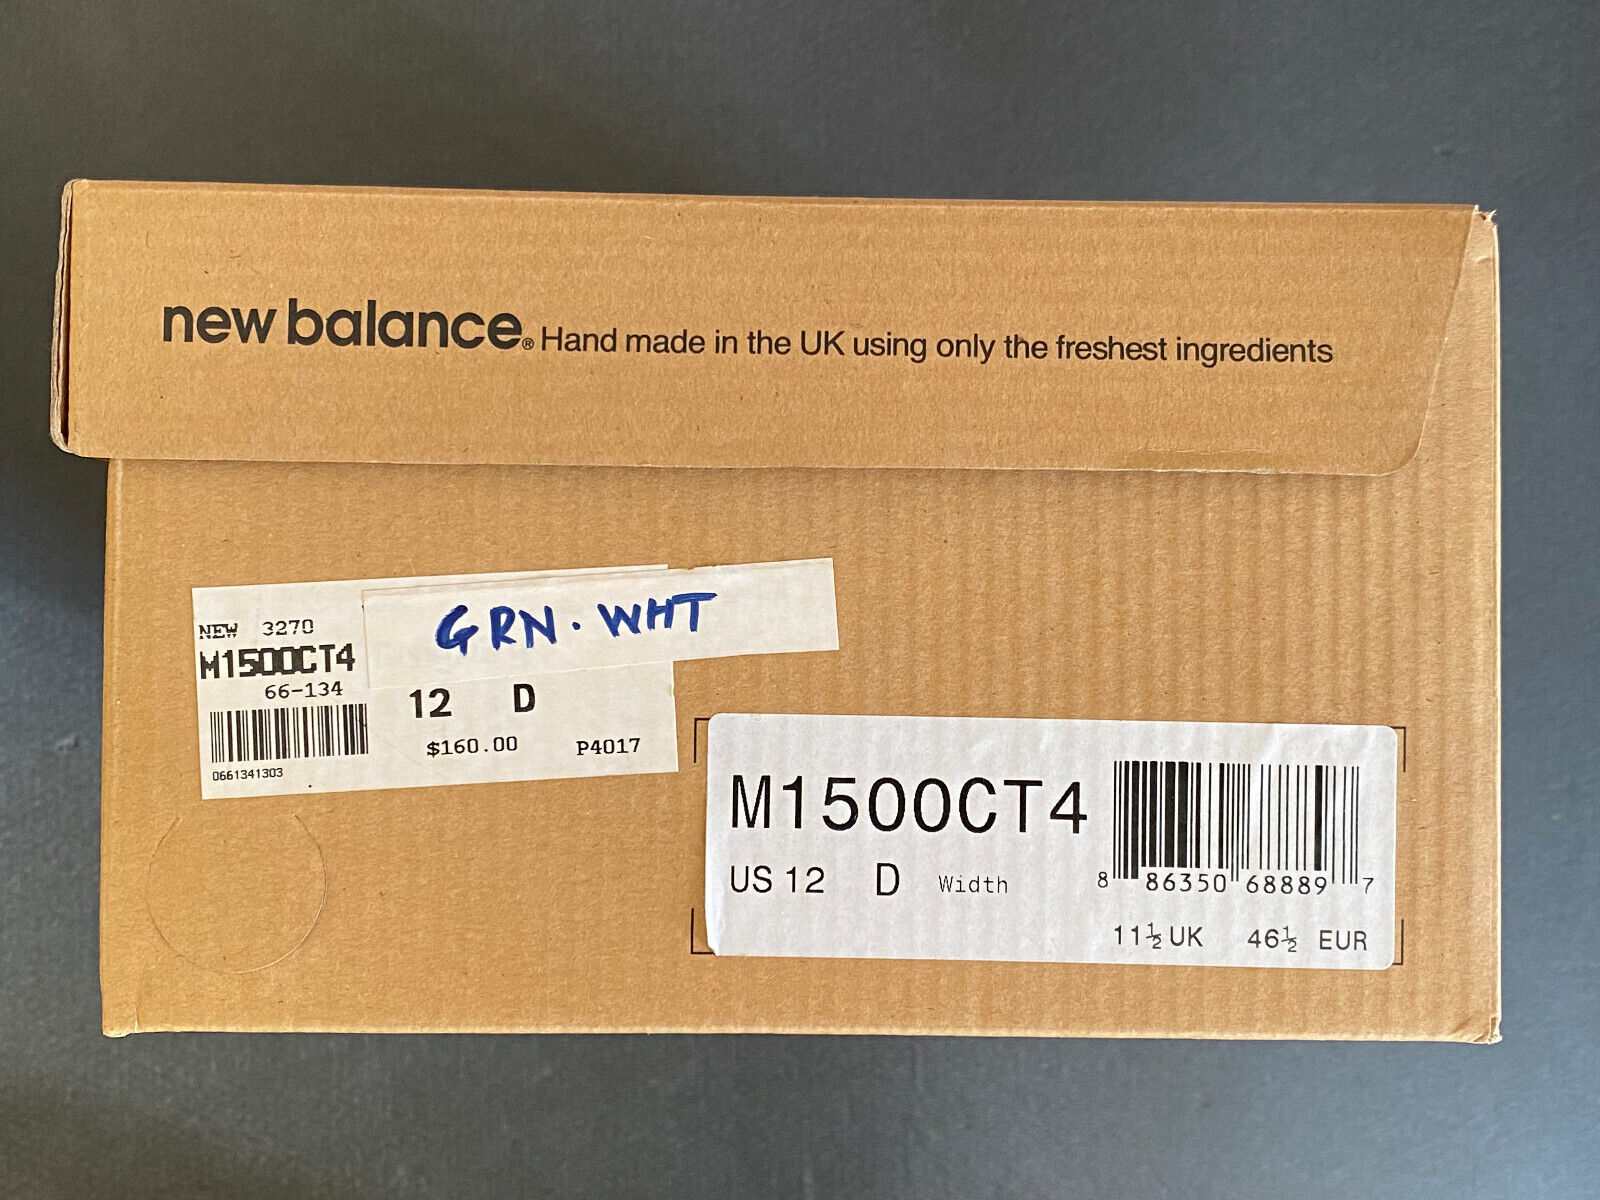 new balance® Hand made in the UK using only the freshest ingredients
GRN. WHT
NEW 3270
M1500CT4
66-134
12 D
$160.00 P4017
0661341303
M1500CT4
US 12 D Width
8 86350 68889 7
11½ UK 46½ EUR